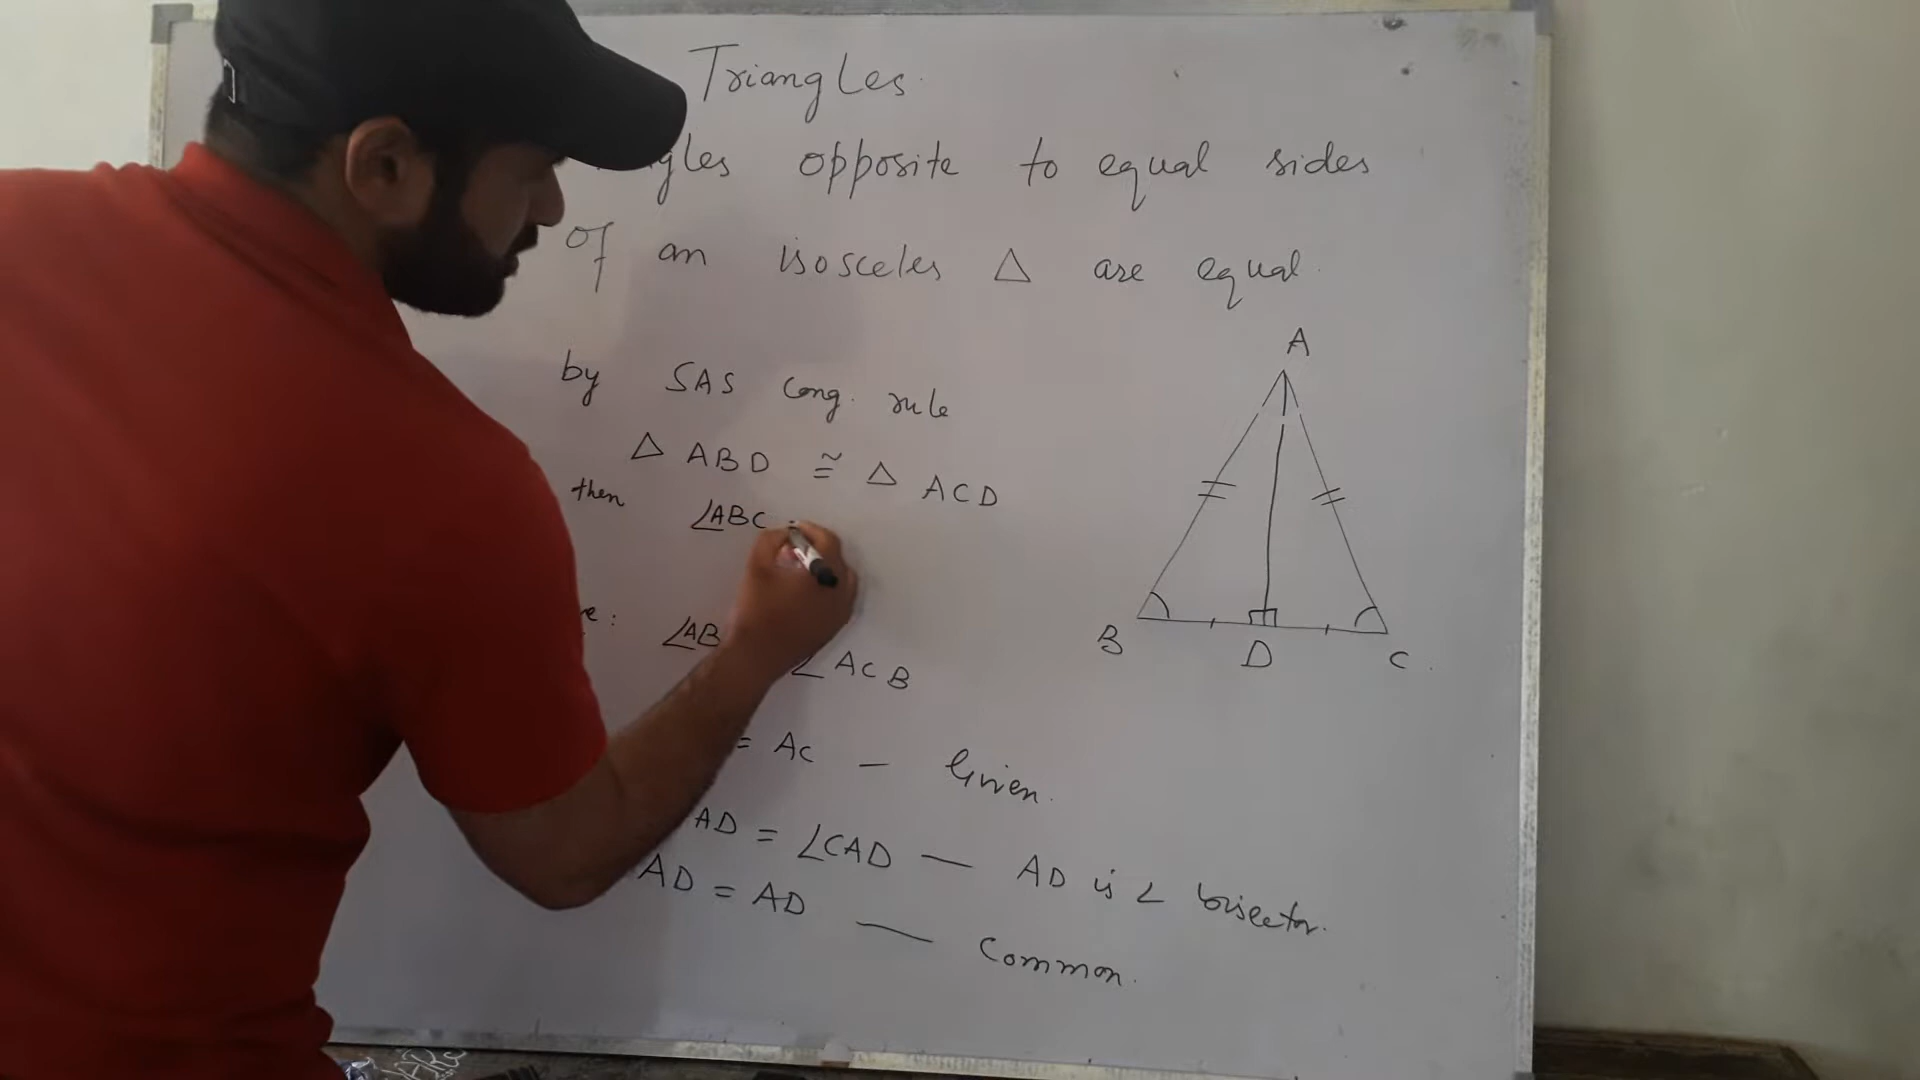 Triangles.
opposite to equal sides
of an isosceles △ are equal.
by SAS Cong. rule
△ ABD ≅ △ ACD
then ∠ABC
∠AB ∠ACB
= AC — Given.
AD = ∠CAD — AD is ∠ bisector.
AD = AD — Common.
A
B D C